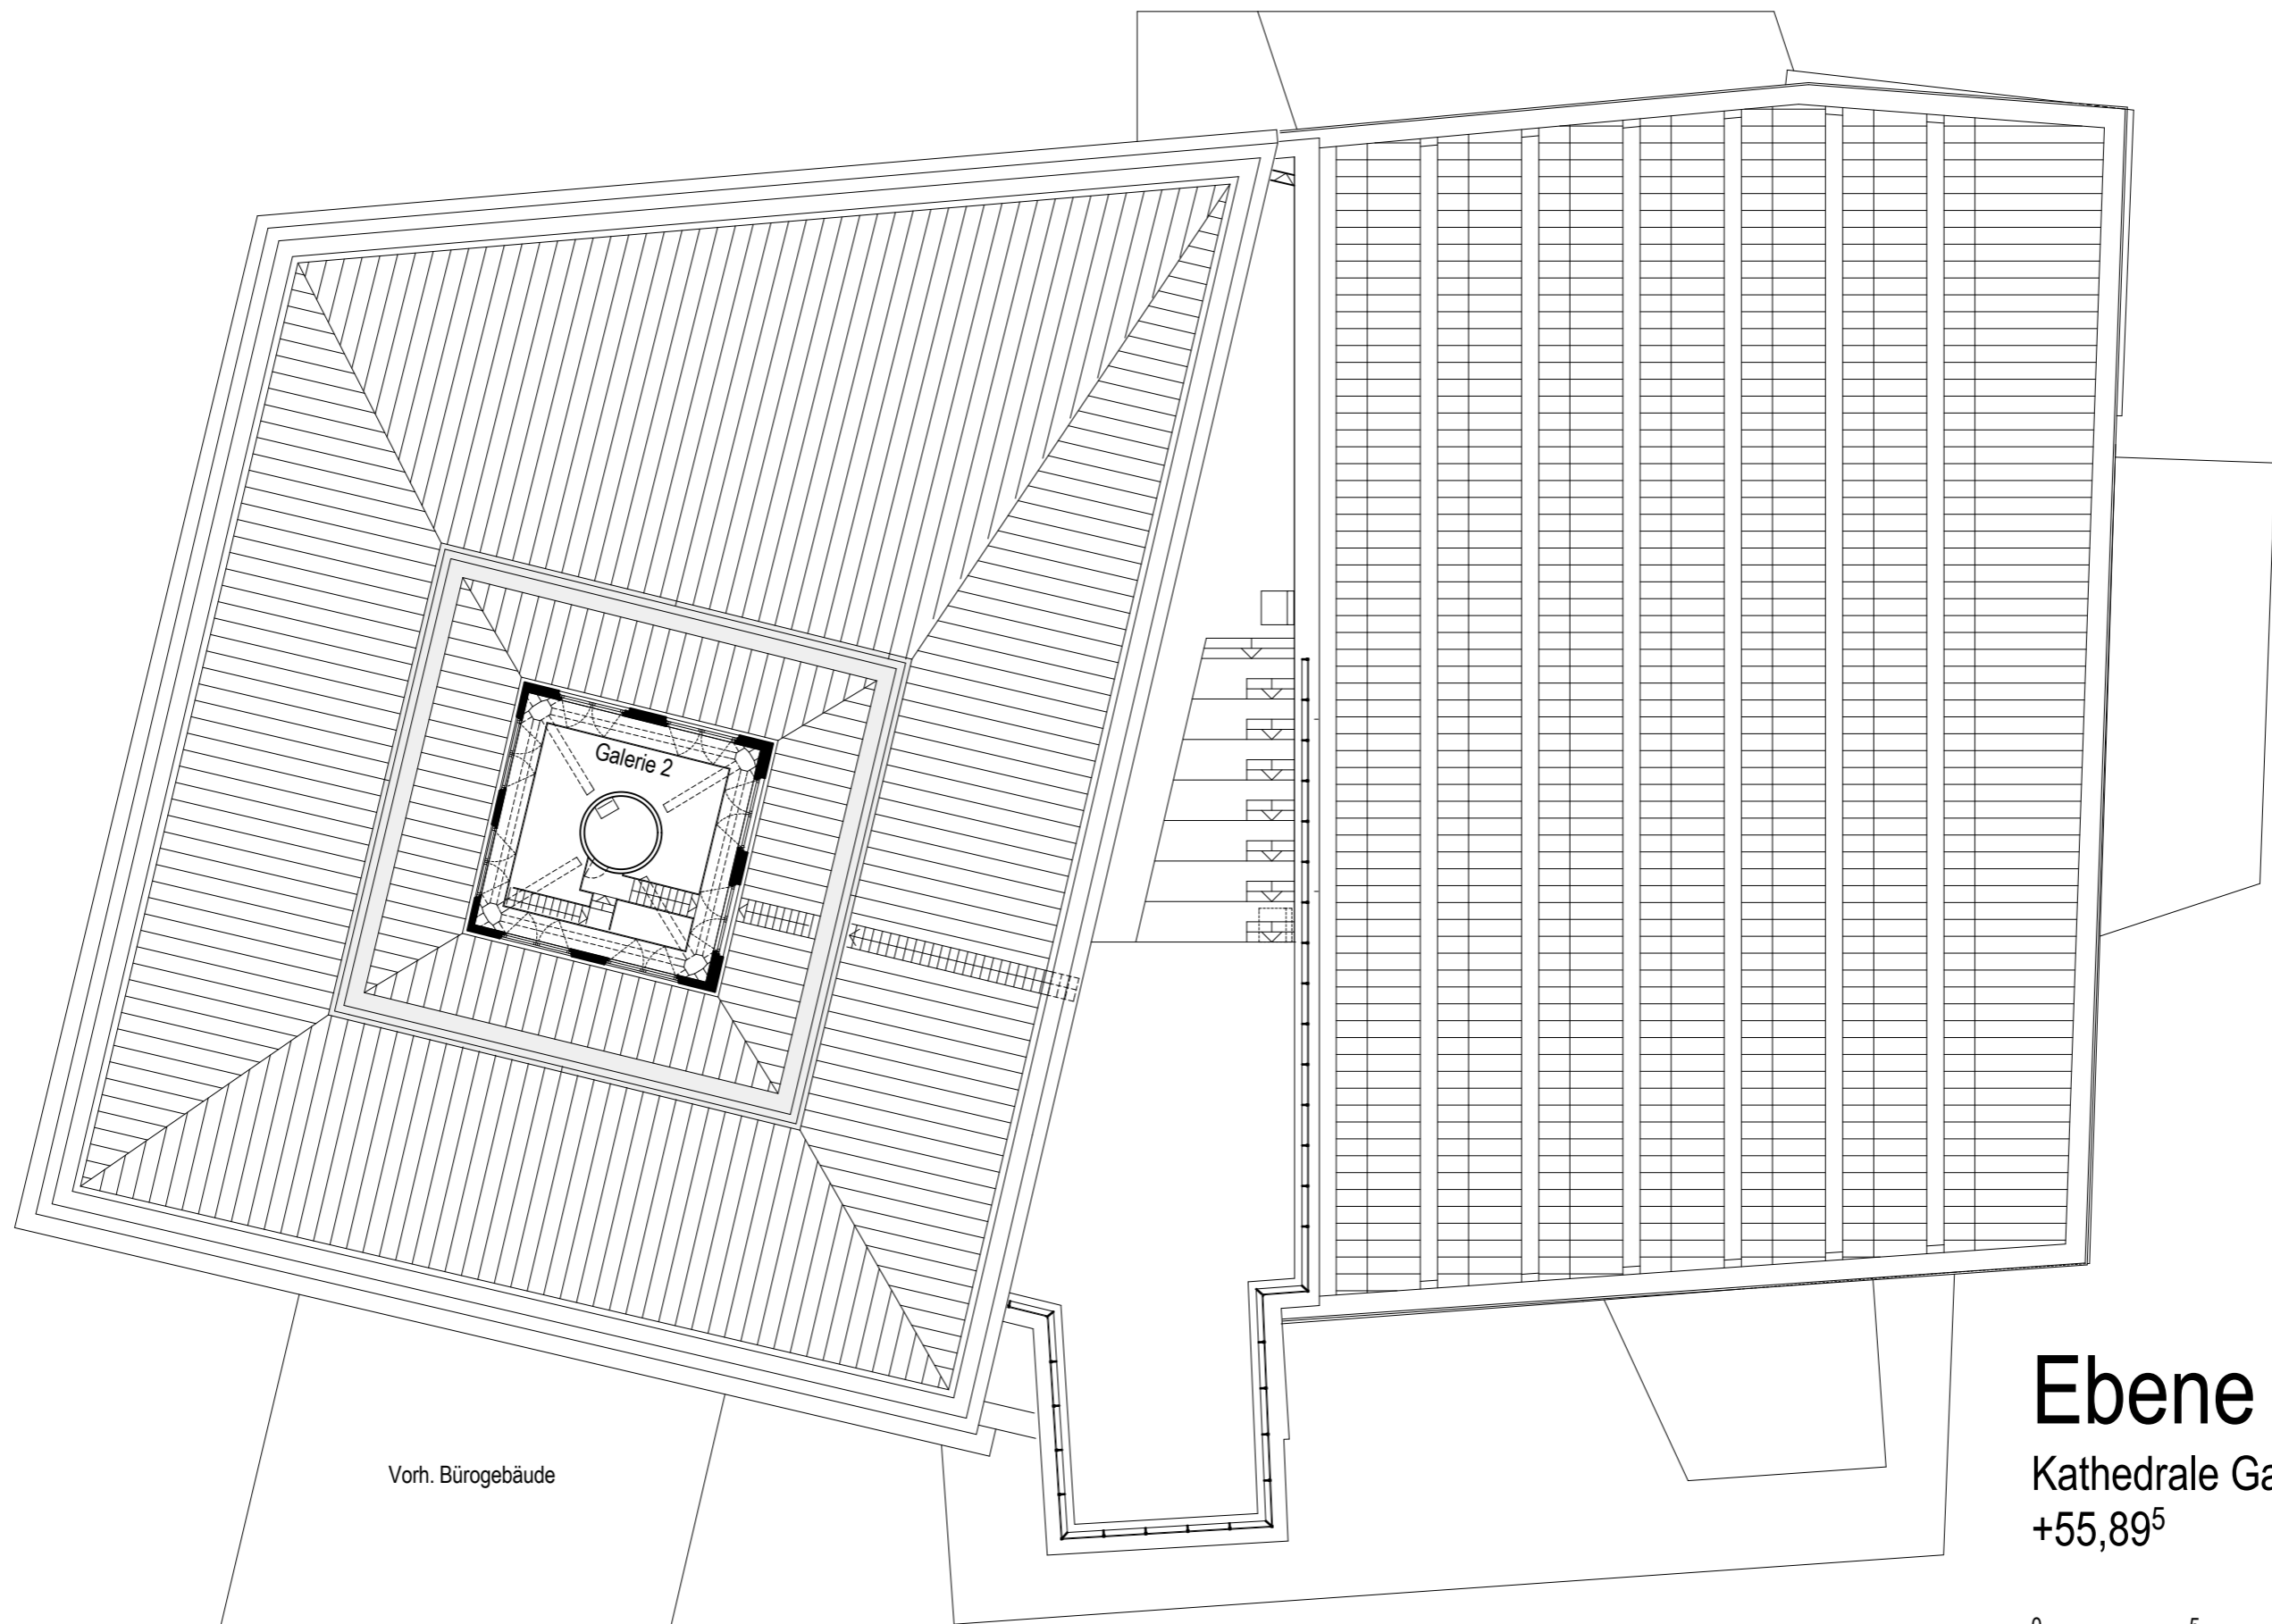 Galerie 2
Vorh. Bürogebäude
Ebene
Kathedrale Ga
+55,89⁵
0 5